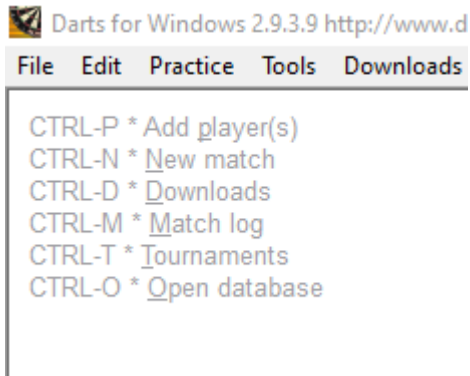 Darts for Windows 2.9.3.9 http://www.d
File Edit Practice Tools Downloads
CTRL-P * Add player(s)
CTRL-N * New match
CTRL-D * Downloads
CTRL-M * Match log
CTRL-T * Tournaments
CTRL-O * Open database